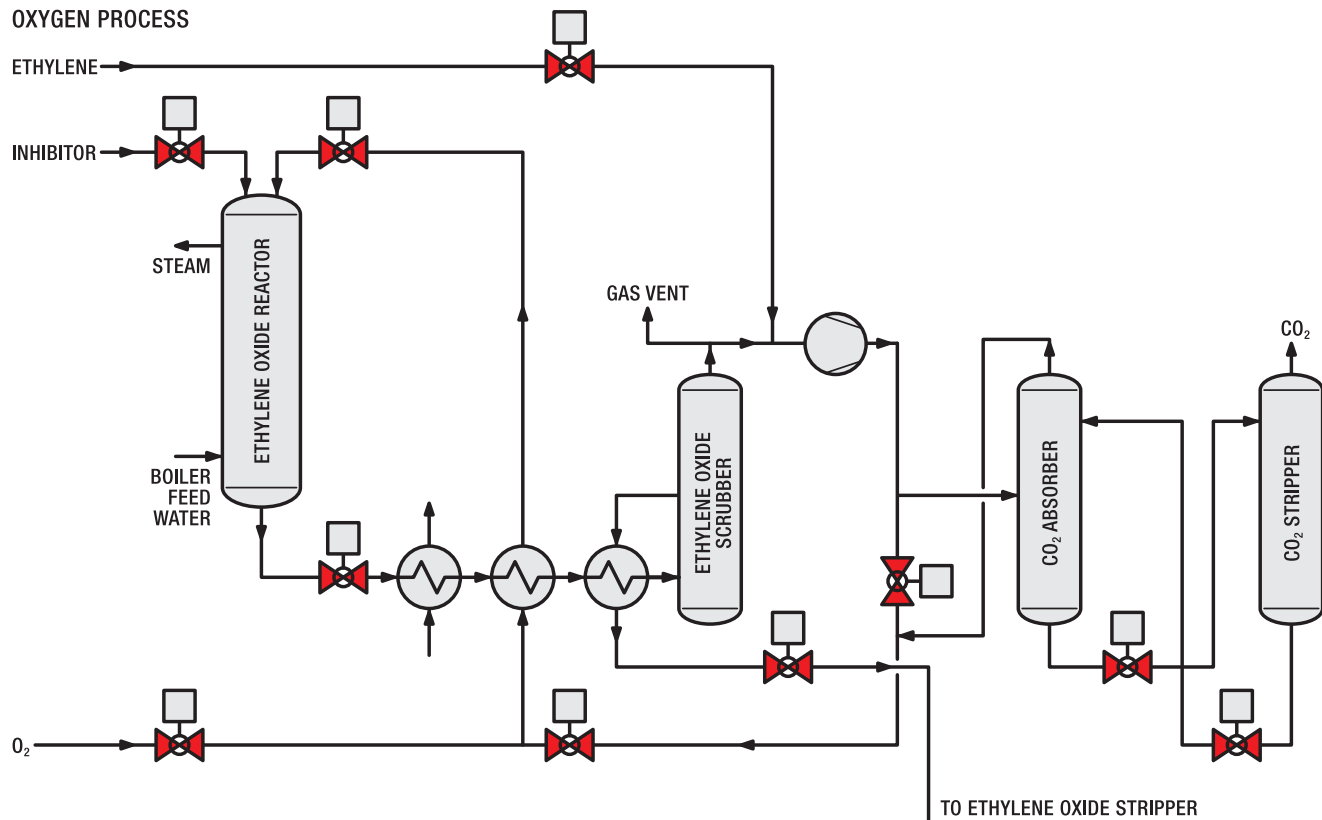 OXYGEN PROCESS
ETHYLENE
INHIBITOR
ETHYLENE OXIDE REACTOR
STEAM
BOILER
FEED
WATER
GAS VENT
ETHYLENE OXIDE
SCRUBBER
CO₂ ABSORBER
CO₂
CO₂ STRIPPER
O₂
TO ETHYLENE OXIDE STRIPPER